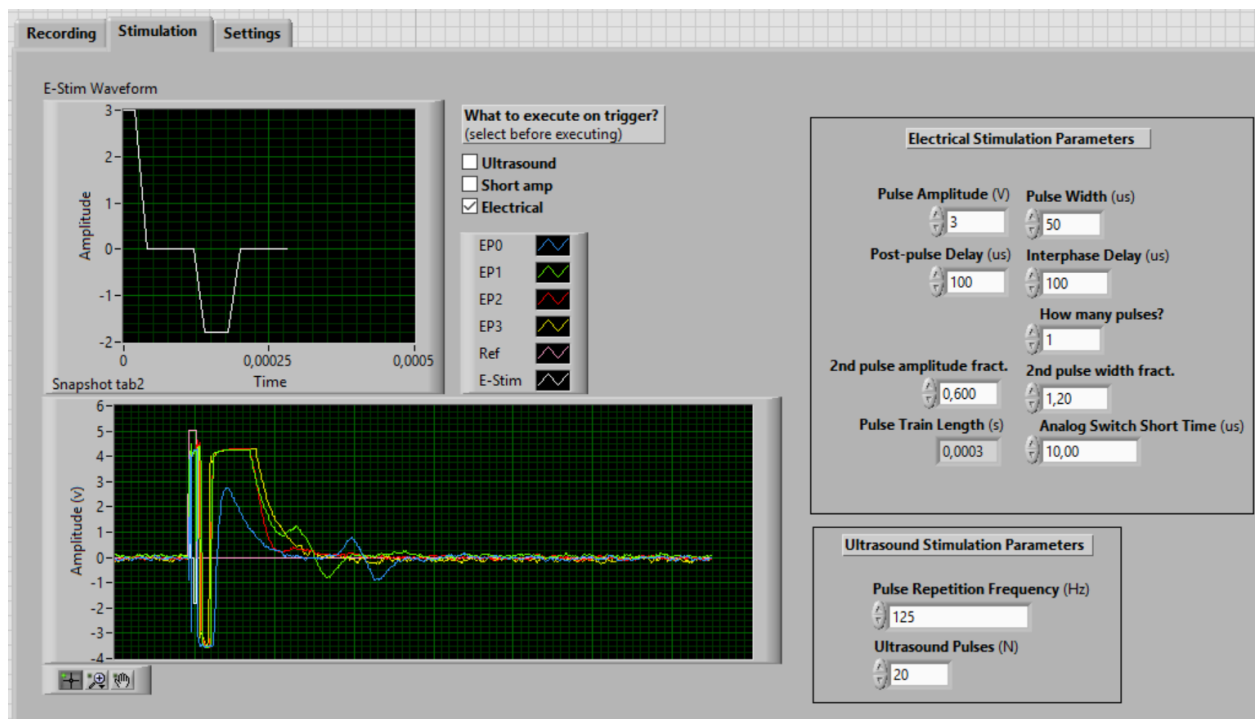 Recording Stimulation Settings
E-Stim Waveform
3
2
1
0
-1
-2
Amplitude
0 0,00025 0,0005
Time
Snapshot tab2
What to execute on trigger?
(select before executing)
Ultrasound
Short amp
Electrical
EP0
EP1
EP2
EP3
Ref
E-Stim
6
5
4
3
2
1
0
-1
-2
-3
-4
Amplitude (v)
Electrical Stimulation Parameters
Pulse Amplitude (V) Pulse Width (us)
3 50
Post-pulse Delay (us) Interphase Delay (us)
100 100
How many pulses?
1
2nd pulse amplitude fract. 2nd pulse width fract.
0,600 1,20
Pulse Train Length (s) Analog Switch Short Time (us)
0,0003 10,00
Ultrasound Stimulation Parameters
Pulse Repetition Frequency (Hz)
125
Ultrasound Pulses (N)
20